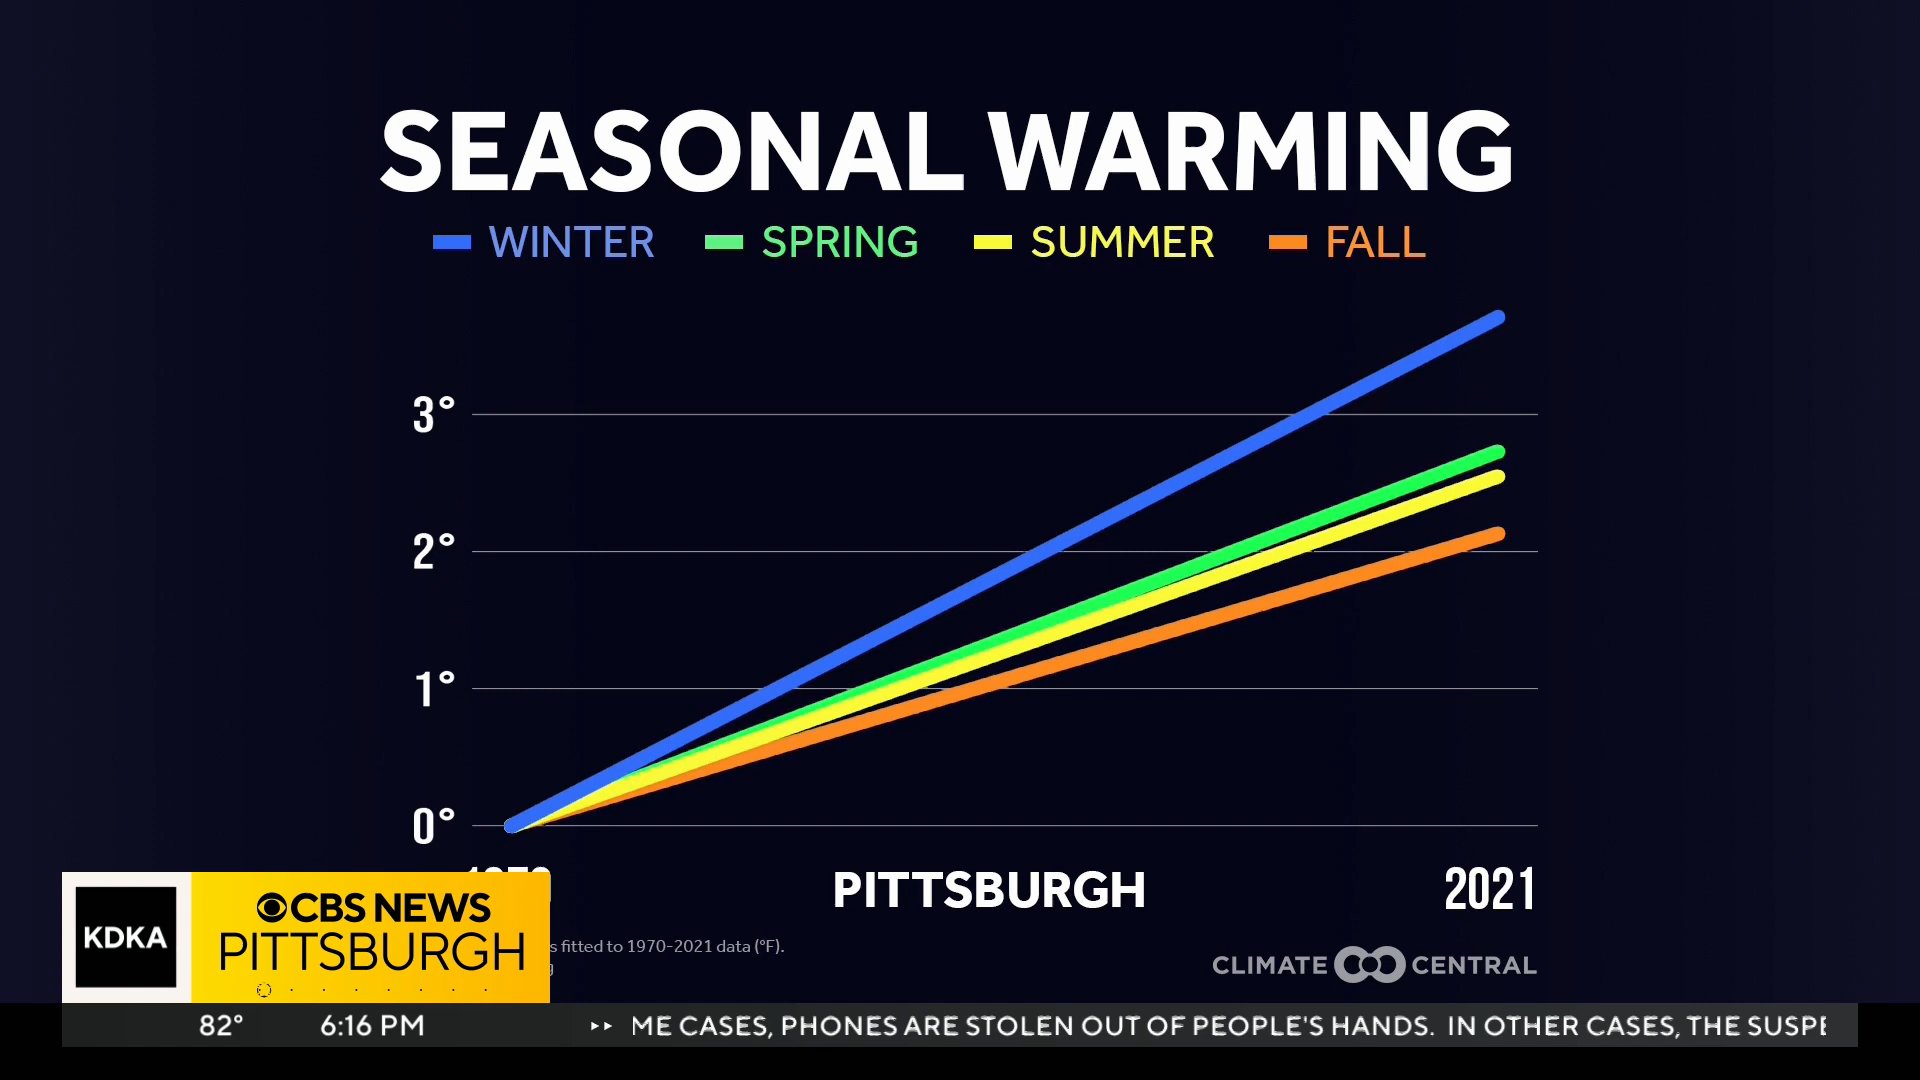 SEASONAL WARMING
WINTER SPRING SUMMER FALL
3°
2°
1°
0°
PITTSBURGH 2021
fitted to 1970-2021 data (°F).
CLIMATE CENTRAL
KDKA
CBS NEWS
PITTSBURGH
82° 6:16 PM ME CASES, PHONES ARE STOLEN OUT OF PEOPLE'S HANDS. IN OTHER CASES, THE SUSPE